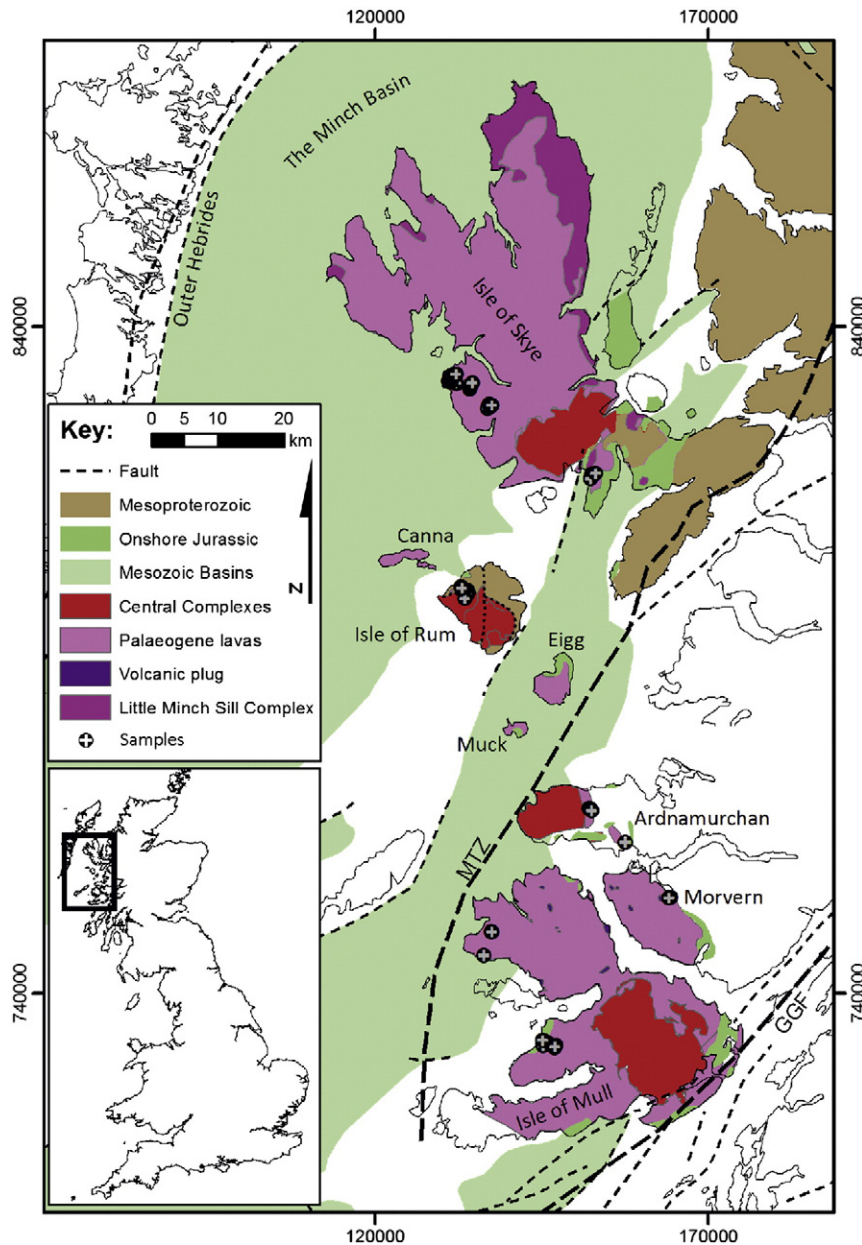 120000 170000
The Minch Basin
Outer Hebrides
Isle of Skye
840000 840000
Key:
0 10 20
km
Fault
Mesoproterozoic
Onshore Jurassic
Mesozoic Basins
Central Complexes
Palaeogene lavas
Volcanic plug
Little Minch Sill Complex
Samples
N
Canna
Isle of Rum
Eigg
Muck
MTZ
Ardnamurchan
Morvern
740000 740000
GGF
Isle of Mull
120000 170000